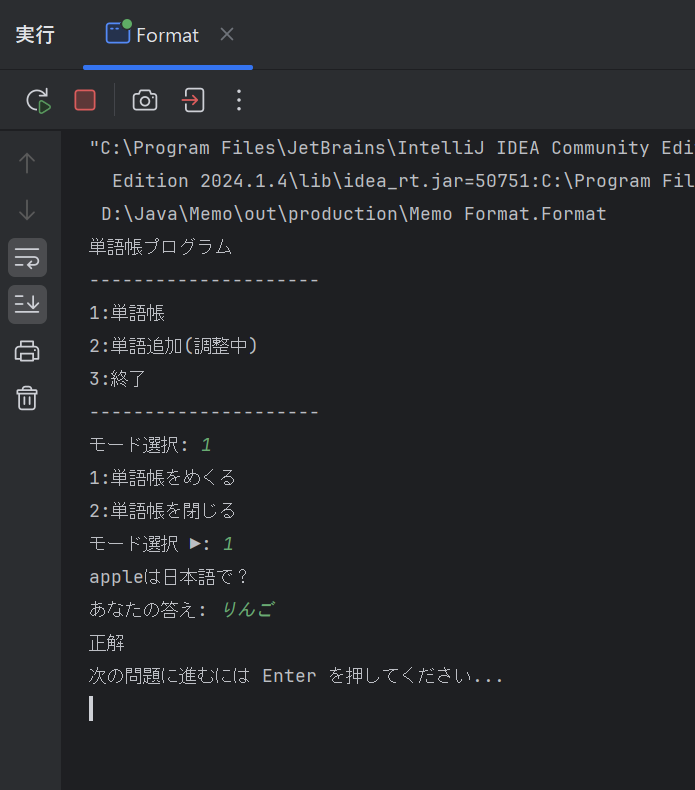 実行 Format
"C:\Program Files\JetBrains\IntelliJ IDEA Community Edi
Edition 2024.1.4\lib\idea_rt.jar=50751:C:\Program Fil
D:\Java\Memo\out\production\Memo Format.Format
単語帳プログラム
---------------------
1:単語帳
2:単語追加(調整中)
3:終了
---------------------
モード選択: 1
1:単語帳をめくる
2:単語帳を閉じる
モード選択 ▶: 1
appleは日本語で？
あなたの答え: りんご
正解
次の問題に進むには Enter を押してください...